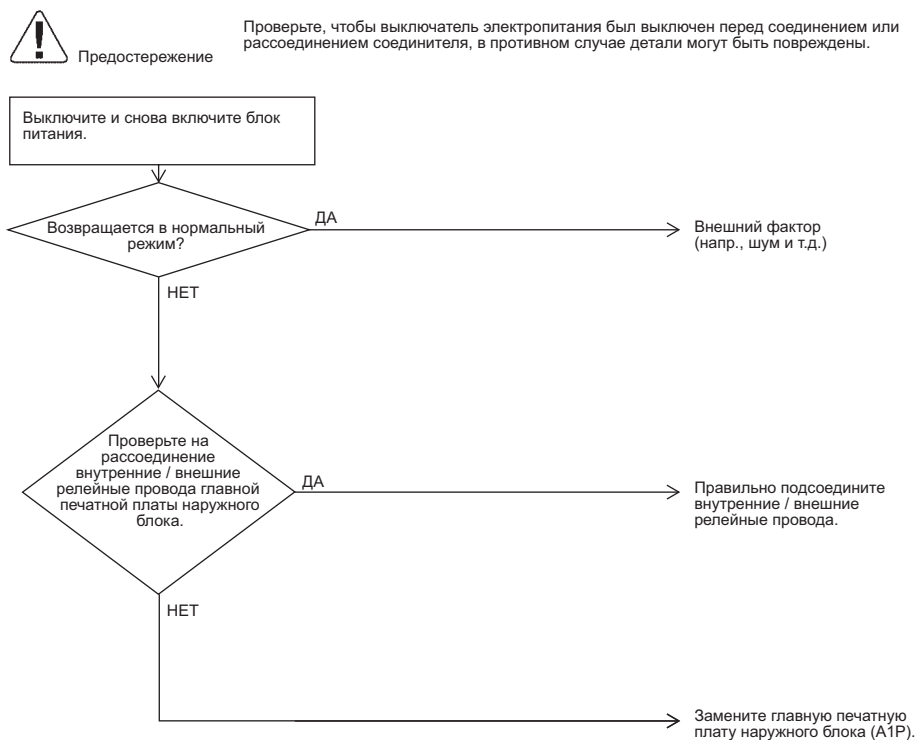 Предостережение
Проверьте, чтобы выключатель электропитания был выключен перед соединением или
рассоединением соединителя, в противном случае детали могут быть повреждены.
Выключите и снова включите блок
питания.
Возвращается в нормальный
режим?
ДА
Внешний фактор
(напр., шум и т.д.)
НЕТ
Проверьте на
рассоединение
внутренние / внешние
релейные провода главной
печатной платы наружного
блока.
ДА
Правильно подсоедините
внутренние / внешние
релейные провода.
НЕТ
Замените главную печатную
плату наружного блока (A1P).